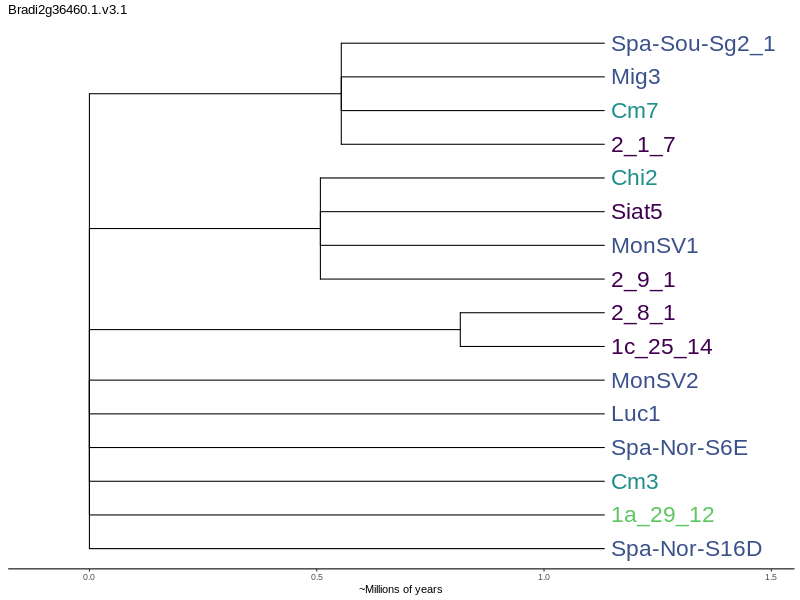 Bradi2g36460.1.v3.1
Spa-Sou-Sg2_1
Mig3
Cm7
2_1_7
Chi2
Siat5
MonSV1
2_9_1
2_8_1
1c_25_14
MonSV2
Luc1
Spa-Nor-S6E
Cm3
1a_29_12
Spa-Nor-S16D
0.0 0.5 1.0 1.5
~Millions of years